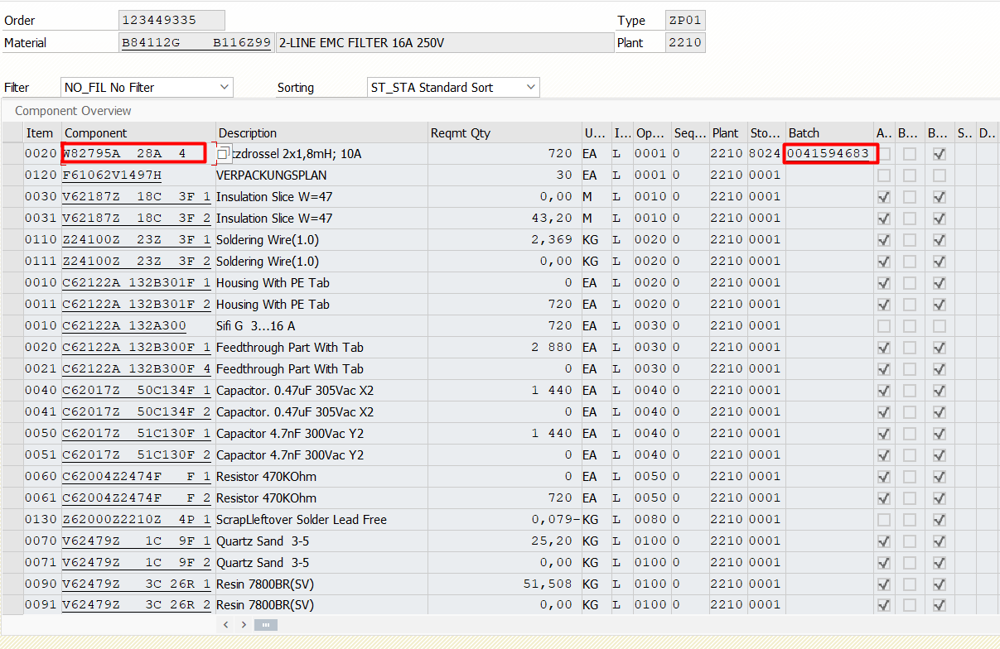 Order 123449335 Type ZP01
Material B84112G    B116Z99 2-LINE EMC FILTER 16A 250V Plant 2210
Filter NO_FIL No Filter Sorting ST_STA Standard Sort
Component Overview
Item Component Description Reqmt Qty U... I... Op... Seq... Plant Sto... Batch A.. B... B... S.. D..
0020 W82795A  28A  4 tzdrossel 2x1,8mH; 10A 720 EA L 0001 0 2210 8024 0041594683
0120 F61062V1497H VERPACKUNGSPLAN 30 EA L 0001 0 2210 0001
0030 V62187Z  18C  3F 1 Insulation Slice W=47 0,00 M L 0010 0 2210 0001
0031 V62187Z  18C  3F 2 Insulation Slice W=47 43,20 M L 0010 0 2210 0001
0110 Z24100Z  23Z  3F 1 Soldering Wire(1.0) 2,369 KG L 0020 0 2210 0001
0111 Z24100Z  23Z  3F 2 Soldering Wire(1.0) 0,00 KG L 0020 0 2210 0001
0010 C62122A 132B301F 1 Housing With PE Tab 0 EA L 0020 0 2210 0001
0011 C62122A 132B301F 2 Housing With PE Tab 720 EA L 0020 0 2210 0001
0010 C62122A 132A300 Sifi G  3...16 A 720 EA L 0030 0 2210 0001
0020 C62122A 132B300F 1 Feedthrough Part With Tab 2 880 EA L 0030 0 2210 0001
0021 C62122A 132B300F 4 Feedthrough Part With Tab 0 EA L 0030 0 2210 0001
0040 C62017Z  50C134F 1 Capacitor. 0.47uF 305Vac X2 1 440 EA L 0040 0 2210 0001
0041 C62017Z  50C134F 2 Capacitor. 0.47uF 305Vac X2 0 EA L 0040 0 2210 0001
0050 C62017Z  51C130F 1 Capacitor 4.7nF 300Vac Y2 1 440 EA L 0040 0 2210 0001
0051 C62017Z  51C130F 2 Capacitor 4.7nF 300Vac Y2 0 EA L 0040 0 2210 0001
0060 C62004Z2474F   F 1 Resistor 470KOhm 0 EA L 0050 0 2210 0001
0061 C62004Z2474F   F 2 Resistor 470KOhm 720 EA L 0050 0 2210 0001
0130 Z62000Z2210Z  4P 1 ScrapLleftover Solder Lead Free 0,079- KG L 0080 0 2210 0001
0070 V62479Z   1C  9F 1 Quartz Sand  3-5 25,20 KG L 0100 0 2210 0001
0071 V62479Z   1C  9F 2 Quartz Sand  3-5 0,00 KG L 0100 0 2210 0001
0090 V62479Z   3C 26R 1 Resin 7800BR(SV) 51,508 KG L 0100 0 2210 0001
0091 V62479Z   3C 26R 2 Resin 7800BR(SV) 0,00 KG L 0100 0 2210 0001